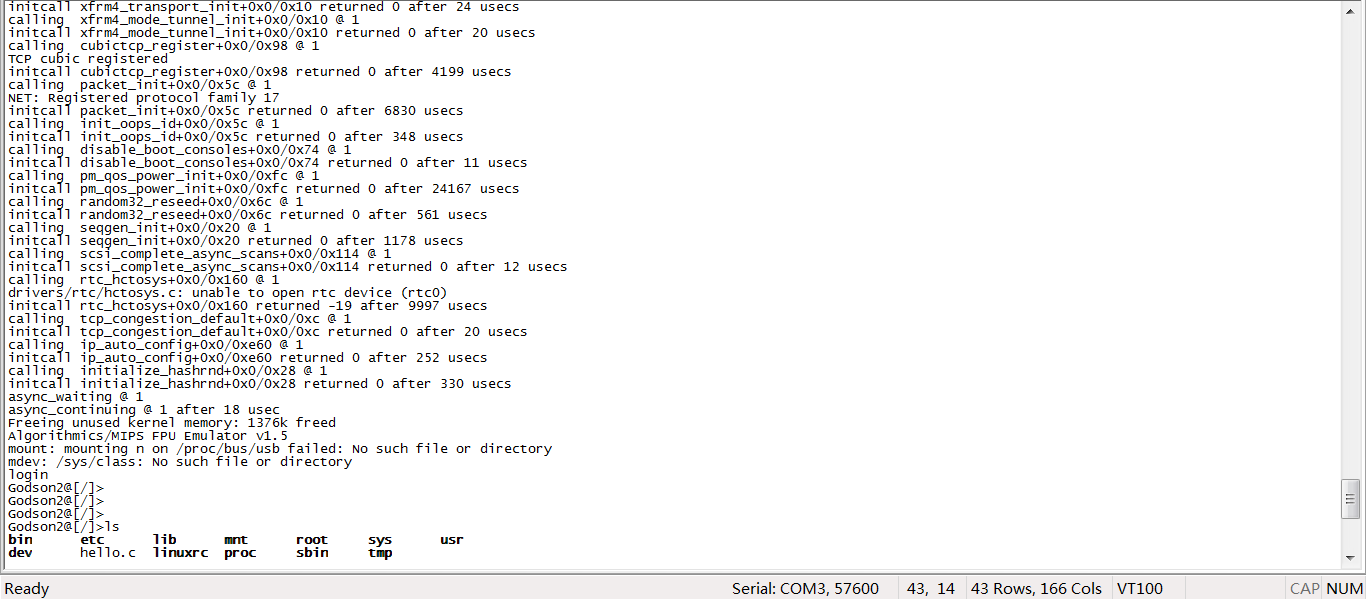 initcall xfrm4_transport_init+0x0/0x10 returned 0 after 24 usecs
calling  xfrm4_mode_tunnel_init+0x0/0x10 @ 1
initcall xfrm4_mode_tunnel_init+0x0/0x10 returned 0 after 20 usecs
calling  cubictcp_register+0x0/0x98 @ 1
TCP cubic registered
initcall cubictcp_register+0x0/0x98 returned 0 after 4199 usecs
calling  packet_init+0x0/0x5c @ 1
NET: Registered protocol family 17
initcall packet_init+0x0/0x5c returned 0 after 6830 usecs
calling  init_oops_id+0x0/0x5c @ 1
initcall init_oops_id+0x0/0x5c returned 0 after 348 usecs
calling  disable_boot_consoles+0x0/0x74 @ 1
initcall disable_boot_consoles+0x0/0x74 returned 0 after 11 usecs
calling  pm_qos_power_init+0x0/0xfc @ 1
initcall pm_qos_power_init+0x0/0xfc returned 0 after 24167 usecs
calling  random32_reseed+0x0/0x6c @ 1
initcall random32_reseed+0x0/0x6c returned 0 after 561 usecs
calling  seqgen_init+0x0/0x20 @ 1
initcall seqgen_init+0x0/0x20 returned 0 after 1178 usecs
calling  scsi_complete_async_scans+0x0/0x114 @ 1
initcall scsi_complete_async_scans+0x0/0x114 returned 0 after 12 usecs
calling  rtc_hctosys+0x0/0x160 @ 1
drivers/rtc/hctosys.c: unable to open rtc device (rtc0)
initcall rtc_hctosys+0x0/0x160 returned -19 after 9997 usecs
calling  tcp_congestion_default+0x0/0xc @ 1
initcall tcp_congestion_default+0x0/0xc returned 0 after 20 usecs
calling  ip_auto_config+0x0/0xe60 @ 1
initcall ip_auto_config+0x0/0xe60 returned 0 after 252 usecs
calling  initialize_hashrnd+0x0/0x28 @ 1
initcall initialize_hashrnd+0x0/0x28 returned 0 after 330 usecs
async_waiting @ 1
async_continuing @ 1 after 18 usec
Freeing unused kernel memory: 1376k freed
Algorithmics/MIPS FPU Emulator v1.5
mount: mounting n on /proc/bus/usb failed: No such file or directory
mdev: /sys/class: No such file or directory
login
Godson2@[/]>
Godson2@[/]>
Godson2@[/]>
Godson2@[/]>ls
bin      etc      lib      mnt      root     sys      usr
dev      hello.c  linuxrc  proc     sbin     tmp
Ready Serial: COM3, 57600 43, 14 43 Rows, 166 Cols VT100 CAP NUM